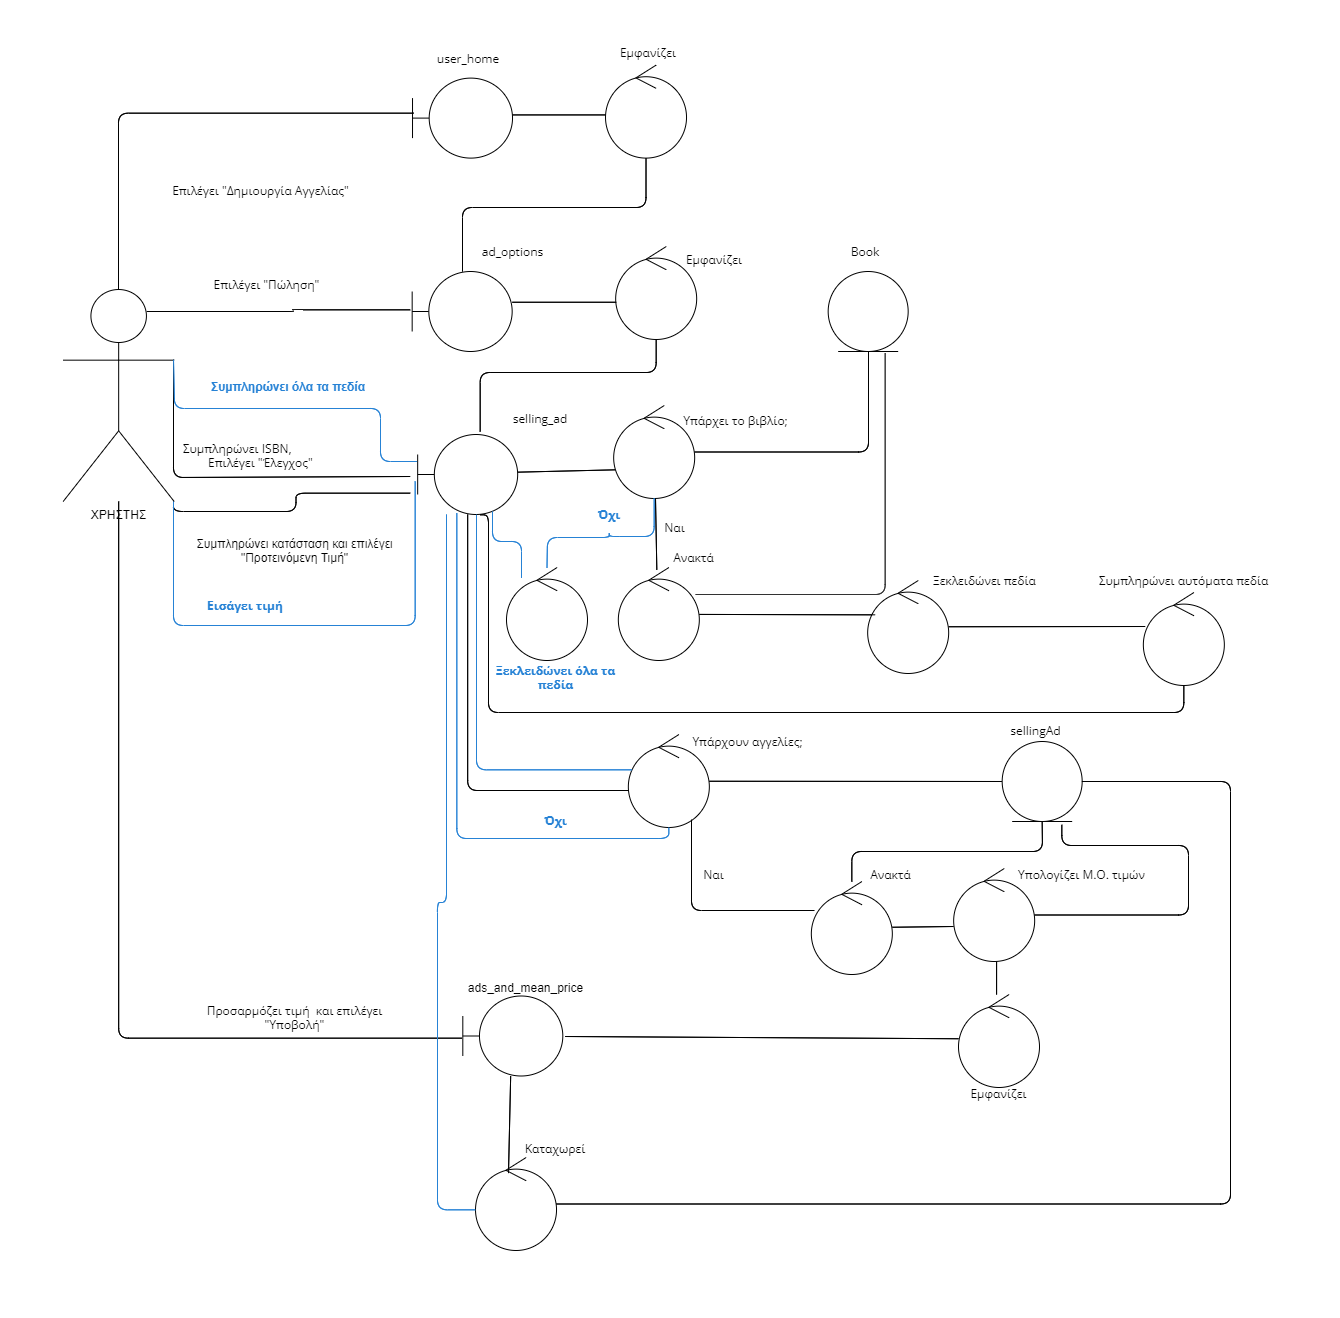 user_home
Εμφανίζει
Επιλέγει "Δημιουργία Αγγελίας"
ad_options
Εμφανίζει
Book
Επιλέγει "Πώληση"
Συμπληρώνει όλα τα πεδία
selling_ad
Υπάρχει το βιβλίο;
Συμπληρώνει ISBN,
Επιλέγει "Έλεγχος"
ΧΡΗΣΤΗΣ
Όχι
Ναι
Συμπληρώνει κατάσταση και επιλέγει
"Προτεινόμενη Τιμή"
Ανακτά
Ξεκλειδώνει πεδία
Συμπληρώνει αυτόματα πεδία
Εισάγει τιμή
Ξεκλειδώνει όλα τα
πεδία
Υπάρχουν αγγελίες;
sellingAd
Όχι
Ναι
Ανακτά
Υπολογίζει Μ.Ο. τιμών
ads_and_mean_price
Προσαρμόζει τιμή και επιλέγει
"Υποβολή"
Εμφανίζει
Καταχωρεί